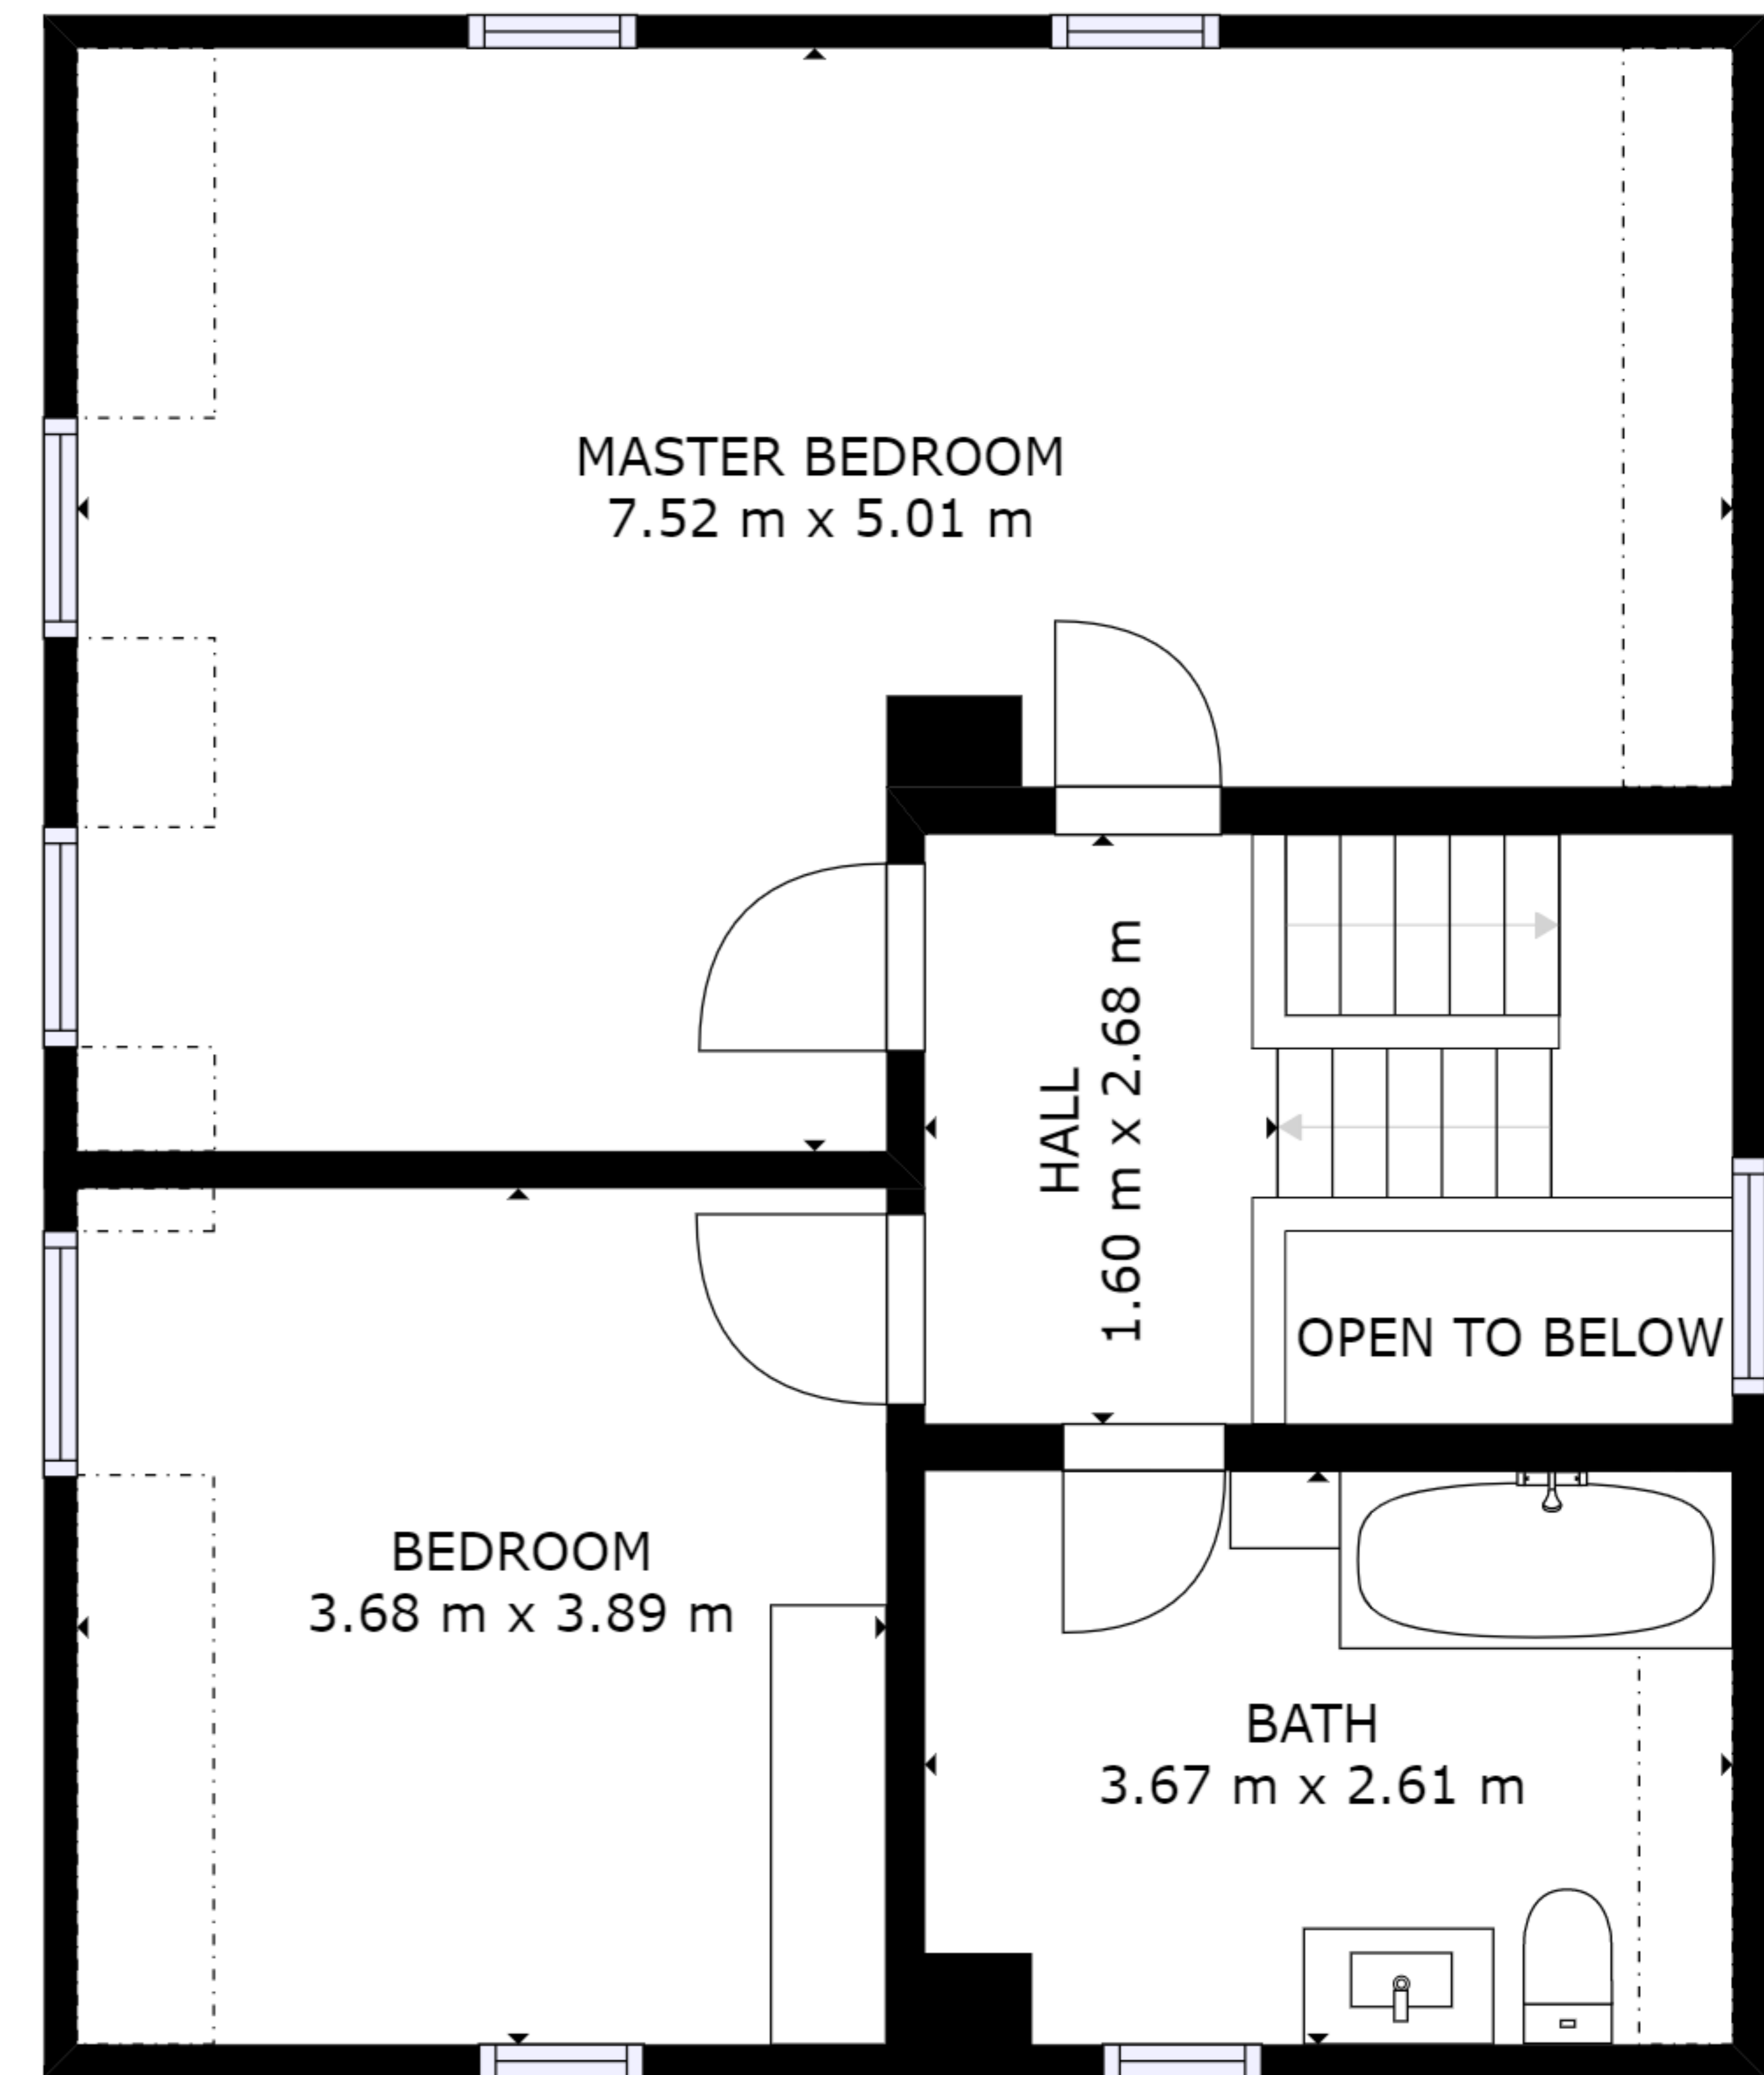 MASTER BEDROOM
7.52 m x 5.01 m
HALL
1.60 m x 2.68 m
OPEN TO BELOW
BEDROOM
3.68 m x 3.89 m
BATH
3.67 m x 2.61 m